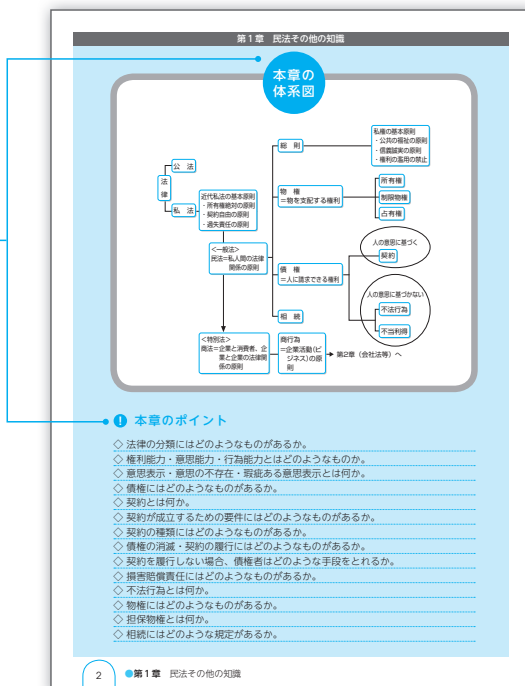 第1章 民法その他の知識
本章の
体系図
公 法
法
律
私 法
近代私法の基本原則
・所有権絶対の原則
・契約自由の原則
・過失責任の原則
<一般法>
民法=私人間の法律
関係の原則
<特別法>
商法=企業と消費者、企
業と企業の法律関
係の原則
総 則
私権の基本原則
・公共の福祉の原則
・信義誠実の原則
・権利の濫用の禁止
物 権
=物を支配する権利
所有権
制限物権
占有権
債 権
=人に請求できる権利
人の意思に基づく
契約
人の意思に基づかない
不法行為
不当利得
相 続
商行為
=企業活動(ビ
ジネス)の原
則
第2章(会社法等)へ
! 本章のポイント
◇ 法律の分類にはどのようなものがあるか。
◇ 権利能力・意思能力・行為能力とはどのようなものか。
◇ 意思表示・意思の不存在・瑕疵ある意思表示とは何か。
◇ 債権にはどのようなものがあるか。
◇ 契約とは何か。
◇ 契約が成立するための要件にはどのようなものがあるか。
◇ 契約の種類にはどのようなものがあるか。
◇ 債権の消滅・契約の履行にはどのようなものがあるか。
◇ 契約を履行しない場合、債権者はどのような手段をとれるか。
◇ 損害賠償責任にはどのようなものがあるか。
◇ 不法行為とは何か。
◇ 物権にはどのようなものがあるか。
◇ 担保物権とは何か。
◇ 相続にはどのような規定があるか。
2 ●第1章 民法その他の知識